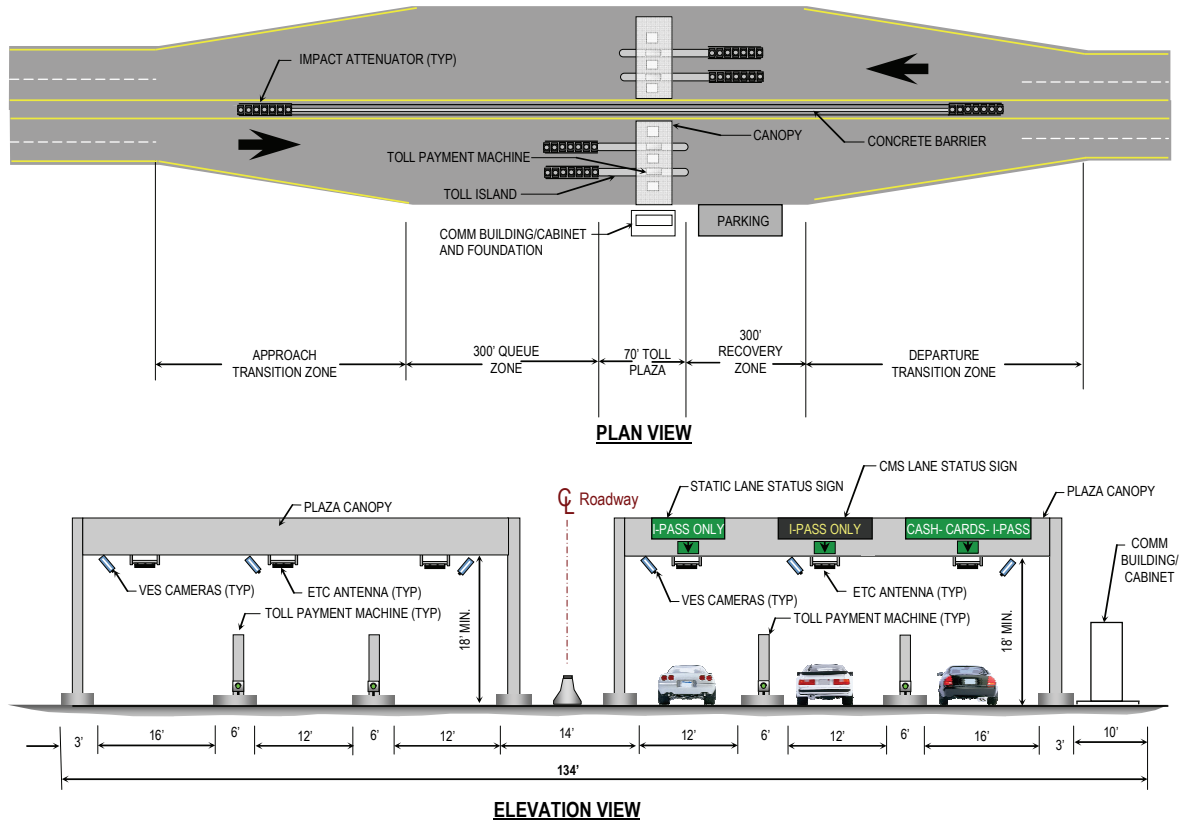 IMPACT ATTENUATOR (TYP)
CANOPY
CONCRETE BARRIER
TOLL PAYMENT MACHINE
TOLL ISLAND
COMM BUILDING/CABINET
AND FOUNDATION
PARKING
APPROACH
TRANSITION ZONE
300' QUEUE
ZONE
70' TOLL
PLAZA
300'
RECOVERY
ZONE
DEPARTURE
TRANSITION ZONE
PLAN VIEW
CMS LANE STATUS SIGN
STATIC LANE STATUS SIGN
PLAZA CANOPY
CL Roadway
PLAZA CANOPY
I-PASS ONLY
I-PASS ONLY
CASH- CARDS- I-PASS
COMM
BUILDING/
CABINET
VES CAMERAS (TYP)
ETC ANTENNA (TYP)
TOLL PAYMENT MACHINE (TYP)
18' MIN.
VES CAMERAS (TYP)
ETC ANTENNA (TYP)
TOLL PAYMENT MACHINE (TYP)
18' MIN.
3'
16'
6'
12'
6'
12'
14'
12'
6'
12'
6'
16'
3'
10'
134'
ELEVATION VIEW